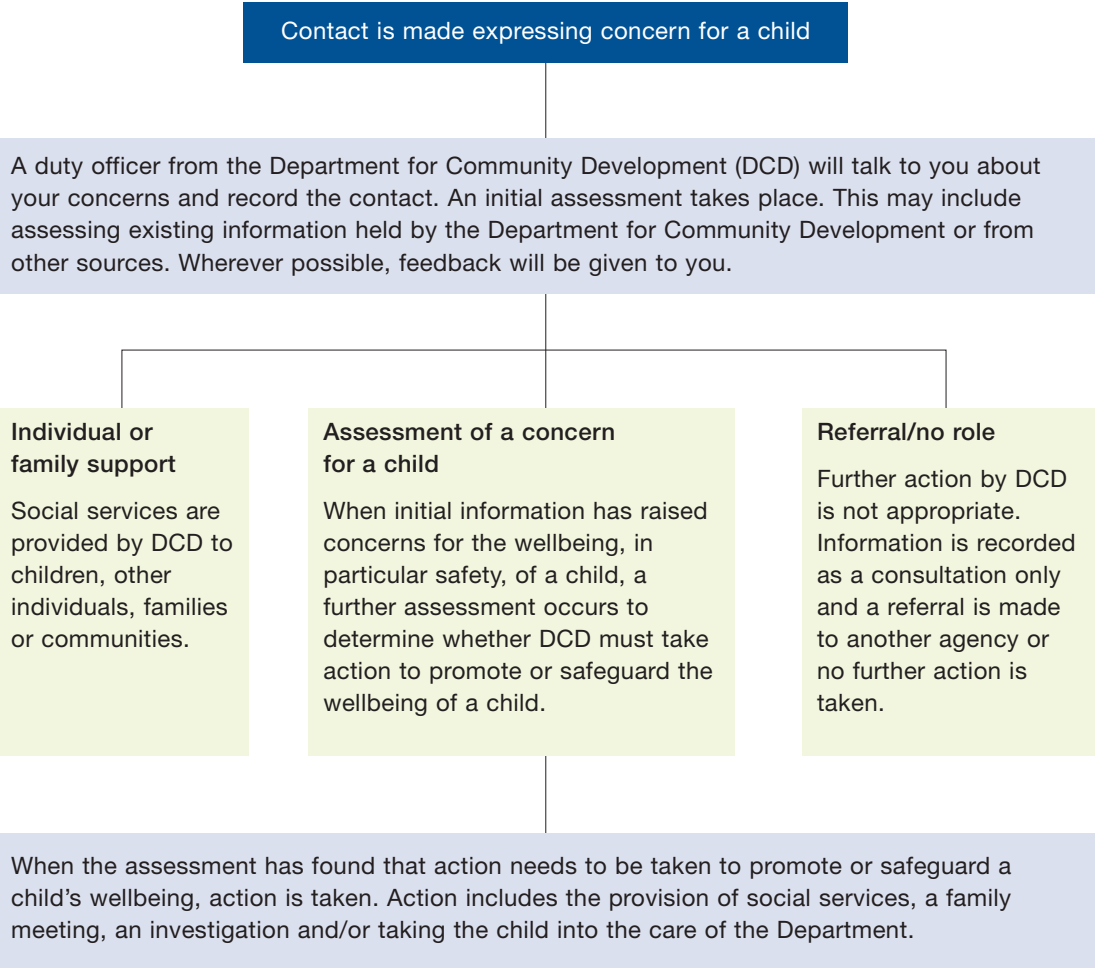 Contact is made expressing concern for a child
A duty officer from the Department for Community Development (DCD) will talk to you about
your concerns and record the contact. An initial assessment takes place. This may include
assessing existing information held by the Department for Community Development or from
other sources. Wherever possible, feedback will be given to you.
Individual or
family support
Social services are
provided by DCD to
children, other
individuals, families
or communities.
Assessment of a concern
for a child
When initial information has raised
concerns for the wellbeing, in
particular safety, of a child, a
further assessment occurs to
determine whether DCD must take
action to promote or safeguard the
wellbeing of a child.
Referral/no role
Further action by DCD
is not appropriate.
Information is recorded
as a consultation only
and a referral is made
to another agency or
no further action is
taken.
When the assessment has found that action needs to be taken to promote or safeguard a
child’s wellbeing, action is taken. Action includes the provision of social services, a family
meeting, an investigation and/or taking the child into the care of the Department.